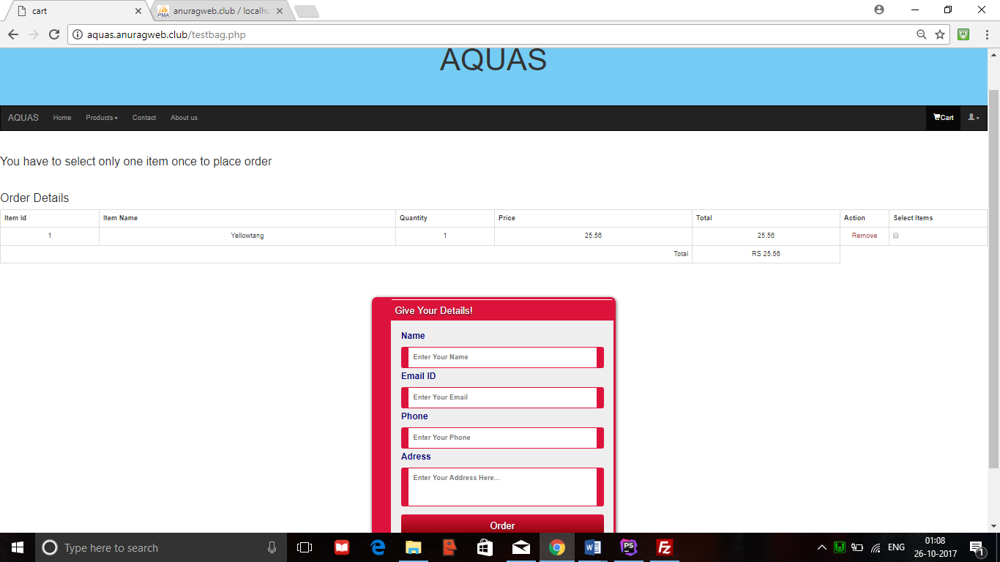 cart
PMA
anuragweb.club / localho
aquas.anuragweb.club/testbag.php
AQUAS
AQUAS Home Products Contact About us Cart
You have to select only one item once to place order
Order Details
Item Id Item Name Quantity Price Total Action Select Items
1 Yellowtang 1 25.56 25.56 Remove
Total RS 25.56
Give Your Details!
Name
Enter Your Name
Email ID
Enter Your Email
Phone
Enter Your Phone
Adress
Enter Your Address Here...
Order
Type here to search
W
PS
Fz
ENG
01:08
26-10-2017
1